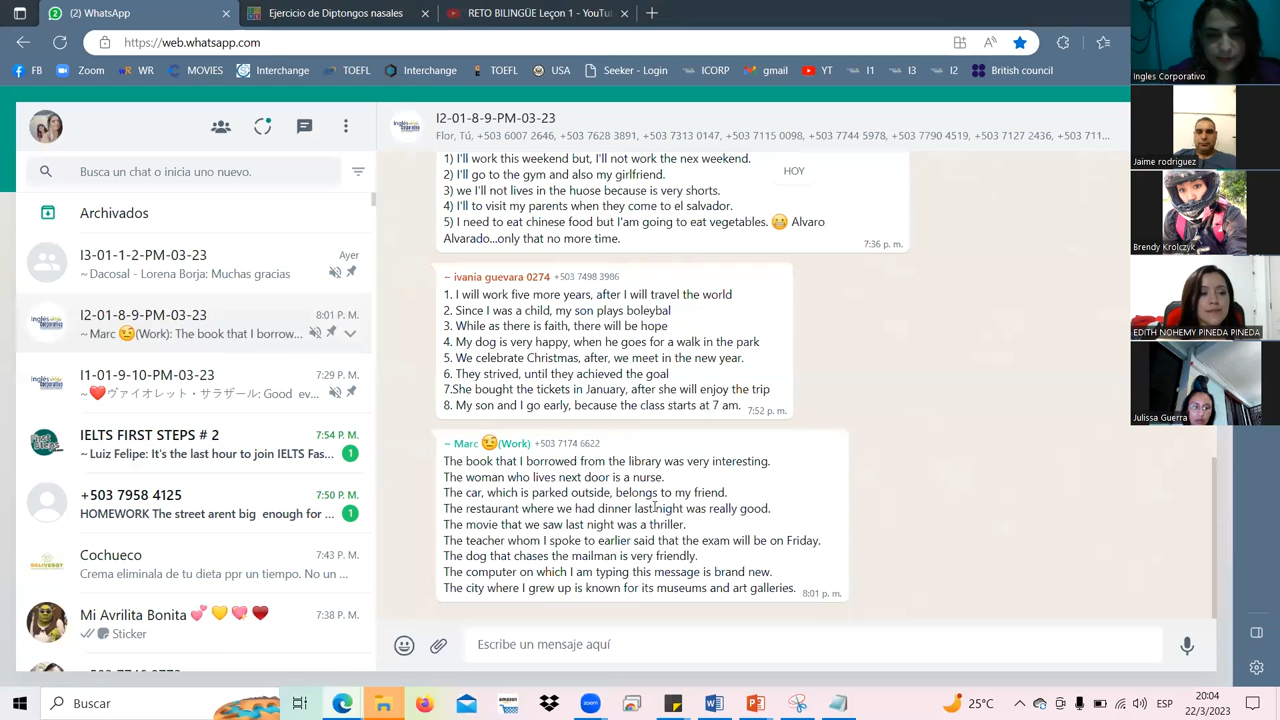 (2) WhatsApp
Ejercicio de Diptongos nasales
RETO BILINGÜE Leçon 1 - YouTu
https://web.whatsapp.com
FB
Zoom
WR
MOVIES
Interchange
TOEFL
Interchange
TOEFL
USA
Seeker - Login
ICORP
gmail
YT
I1
I3
I2
British council
Ingles Corporativo
Jaime rodriguez
Brendy Krolczyk
EDITH NOHEMY PINEDA PINEDA
Julissa Guerra
Busca un chat o inicia uno nuevo.
Archivados
I3-01-1-2-PM-03-23
Ayer
~ Dacosal - Lorena Borja: Muchas gracias
I2-01-8-9-PM-03-23
8:01 P. M.
~ Marc 😉(Work): The book that I borrow...
I1-01-9-10-PM-03-23
7:29 P. M.
~ ❤️ヴァイオレット・サラザール: Good ev...
IELTS FIRST STEPS # 2
7:54 P. M.
~ Luiz Felipe: It's the last hour to join IELTS Fas...
1
+503 7958 4125
7:50 P. M.
HOMEWORK The street arent big enough for ...
1
Cochueco
7:43 P. M.
Crema eliminala de tu dieta ppr un tiempo. No un ...
Mi Avrilita Bonita 💕💛💖❤️
7:38 P. M.
Sticker
I2-01-8-9-PM-03-23
Flor, Tú, +503 6007 2646, +503 7628 3891, +503 7313 0147, +503 7115 0098, +503 7744 5978, +503 7790 4519, +503 7127 2436, +503 711...
HOY
1) I'll work this weekend but, I'll not work the nex weekend.
2) I'll go to the gym and also my girlfriend.
3) we I'll not lives in the huose because is very shorts.
4) I'll to visit my parents when they come to el salvador.
5) I need to eat chinese food but I'am going to eat vegetables. 😬 Alvaro
Alvarado...only that no more time.
7:36 p. m.
~ ivania guevara 0274 +503 7498 3986
1. I will work five more years, after I will travel the world
2. Since I was a child, my son plays boleybal
3. While as there is faith, there will be hope
4. My dog is very happy, when he goes for a walk in the park
5. We celebrate Christmas, after, we meet in the new year.
6. They strived, until they achieved the goal
7.She bought the tickets in January, after she will enjoy the trip
8. My son and I go early, because the class starts at 7 am.
7:52 p. m.
~ Marc 😉(Work) +503 7174 6622
The book that I borrowed from the library was very interesting.
The woman who lives next door is a nurse.
The car, which is parked outside, belongs to my friend.
The restaurant where we had dinner last night was really good.
The movie that we saw last night was a thriller.
The teacher whom I spoke to earlier said that the exam will be on Friday.
The dog that chases the mailman is very friendly.
The computer on which I am typing this message is brand new.
The city where I grew up is known for its museums and art galleries.
8:01 p. m.
Escribe un mensaje aquí
Buscar
25°C
ESP
20:04
22/3/2023